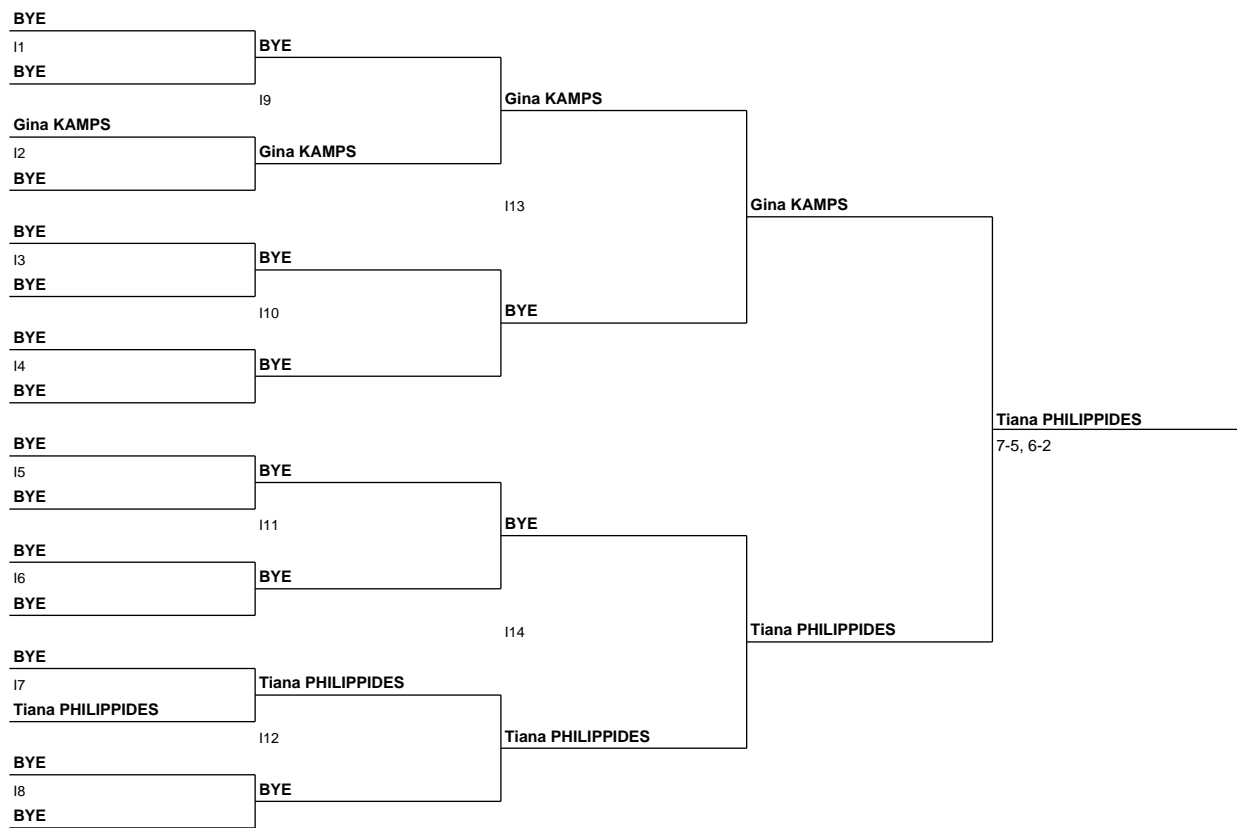 BYE
I1
BYE
BYE
I9
Gina KAMPS
Gina KAMPS
I2
Gina KAMPS
BYE
I13
Gina KAMPS
BYE
I3
BYE
BYE
I10
BYE
BYE
I4
BYE
BYE
Tiana PHILIPPIDES
7-5, 6-2
BYE
I5
BYE
BYE
I11
BYE
BYE
I6
BYE
BYE
I14
Tiana PHILIPPIDES
BYE
I7
Tiana PHILIPPIDES
Tiana PHILIPPIDES
I12
Tiana PHILIPPIDES
BYE
I8
BYE
BYE